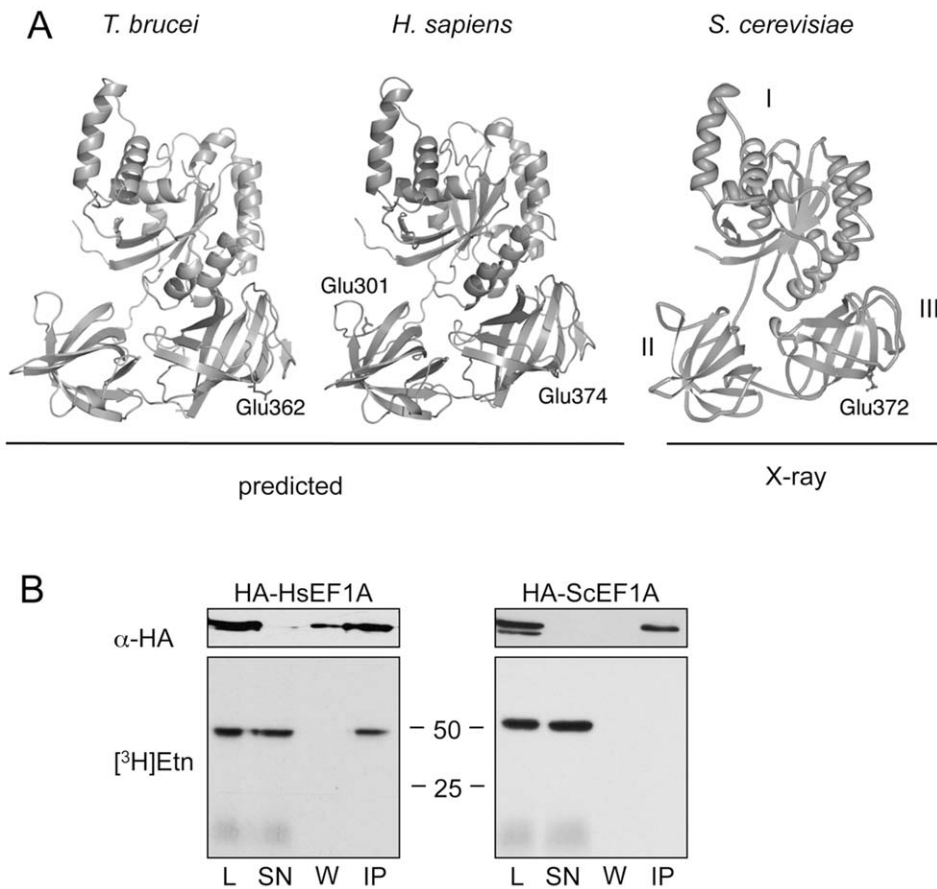 A
T. brucei H. sapiens S. cerevisiae
I
Glu301
III
II
Glu362 Glu374 Glu372
predicted X-ray
B
HA-HsEF1A HA-ScEF1A
α-HA
[³H]Etn
50
25
L SN W IP L SN W IP